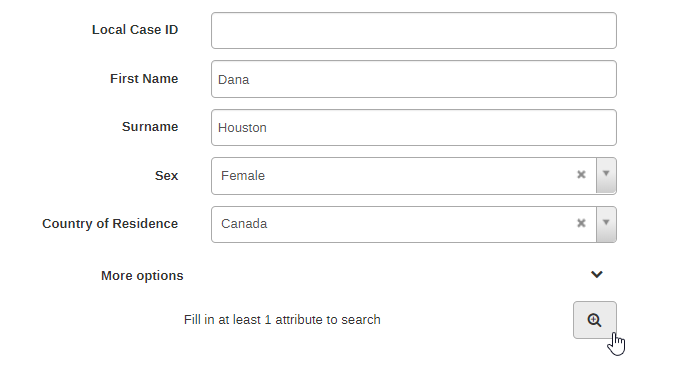 Local Case ID
First Name Dana
Surname Houston
Sex Female
Country of Residence Canada
More options
Fill in at least 1 attribute to search